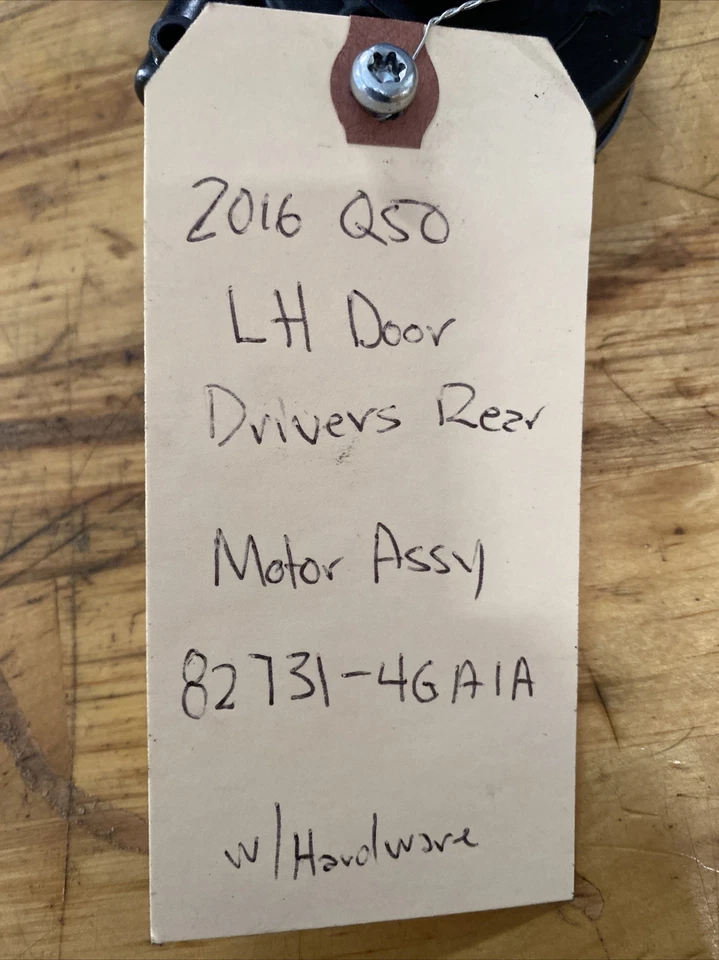 2016 Q50
LH Door
Drivers Rear
Motor Assy
82731-4GA1A
w/Hardware